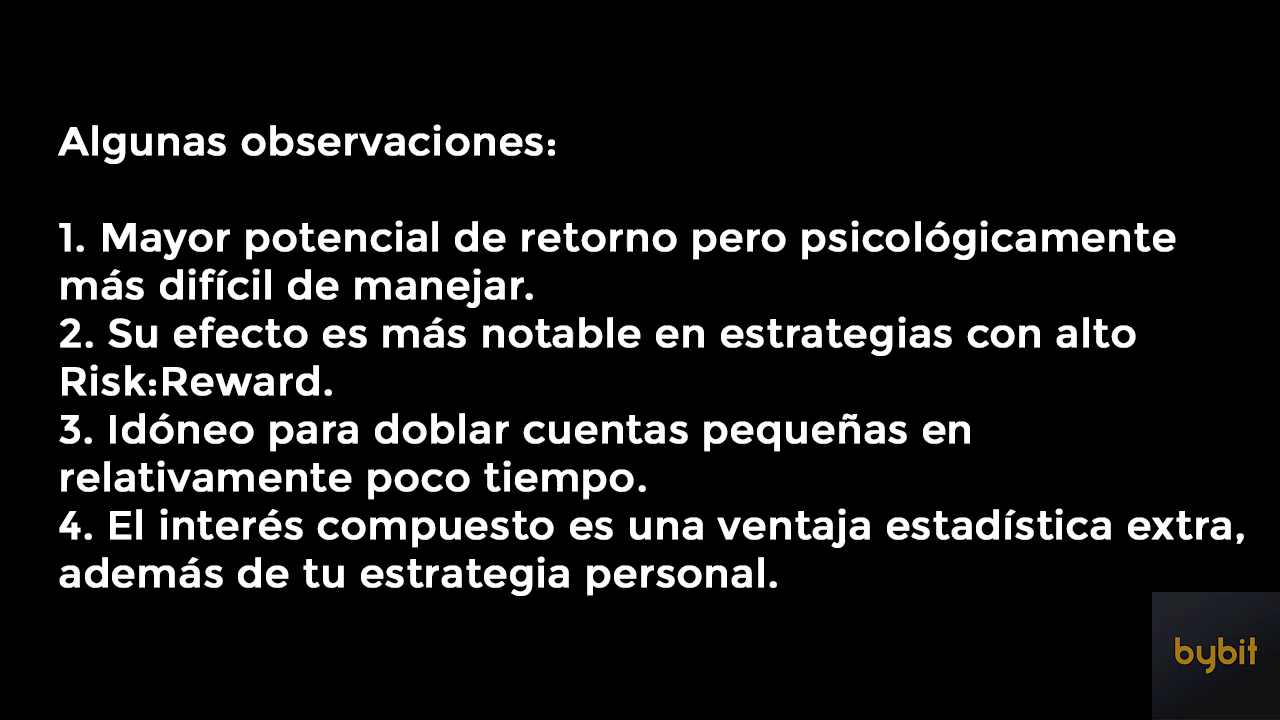 Algunas observaciones:
1. Mayor potencial de retorno pero psicológicamente
más difícil de manejar.
2. Su efecto es más notable en estrategias con alto
Risk:Reward.
3. Idóneo para doblar cuentas pequeñas en
relativamente poco tiempo.
4. El interés compuesto es una ventaja estadística extra,
además de tu estrategia personal.
bybit